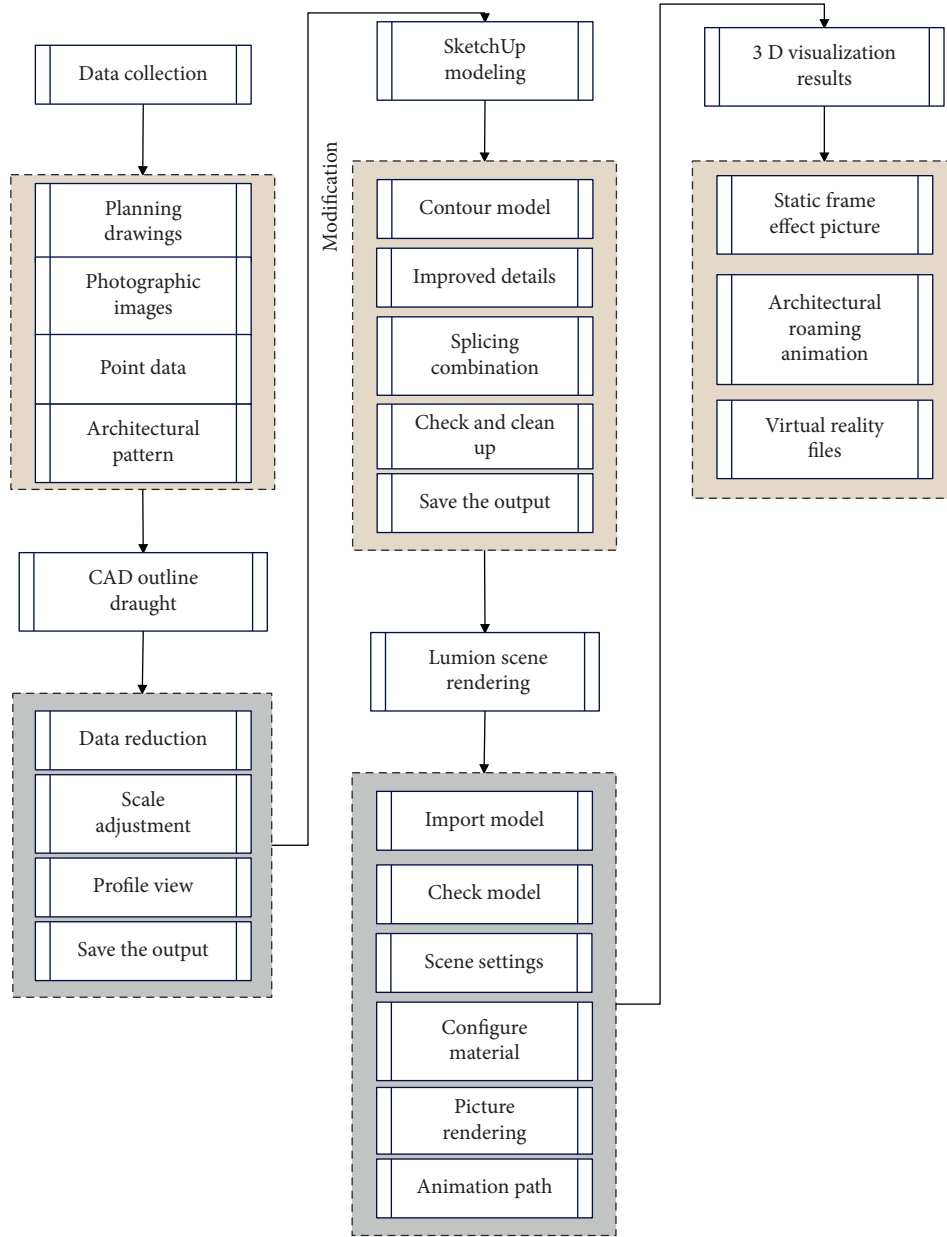 Data collection
Planning
drawings
Photographic
images
Point data
Architectural
pattern
CAD outline
draught
Data reduction
Scale
adjustment
Profile view
Save the output
Modification
SketchUp
modeling
Contour model
Improved details
Splicing
combination
Check and clean
up
Save the output
Lumion scene
rendering
Import model
Check model
Scene settings
Configure
material
Picture
rendering
Animation path
3 D visualization
results
Static frame
effect picture
Architectural
roaming
animation
Virtual reality
files